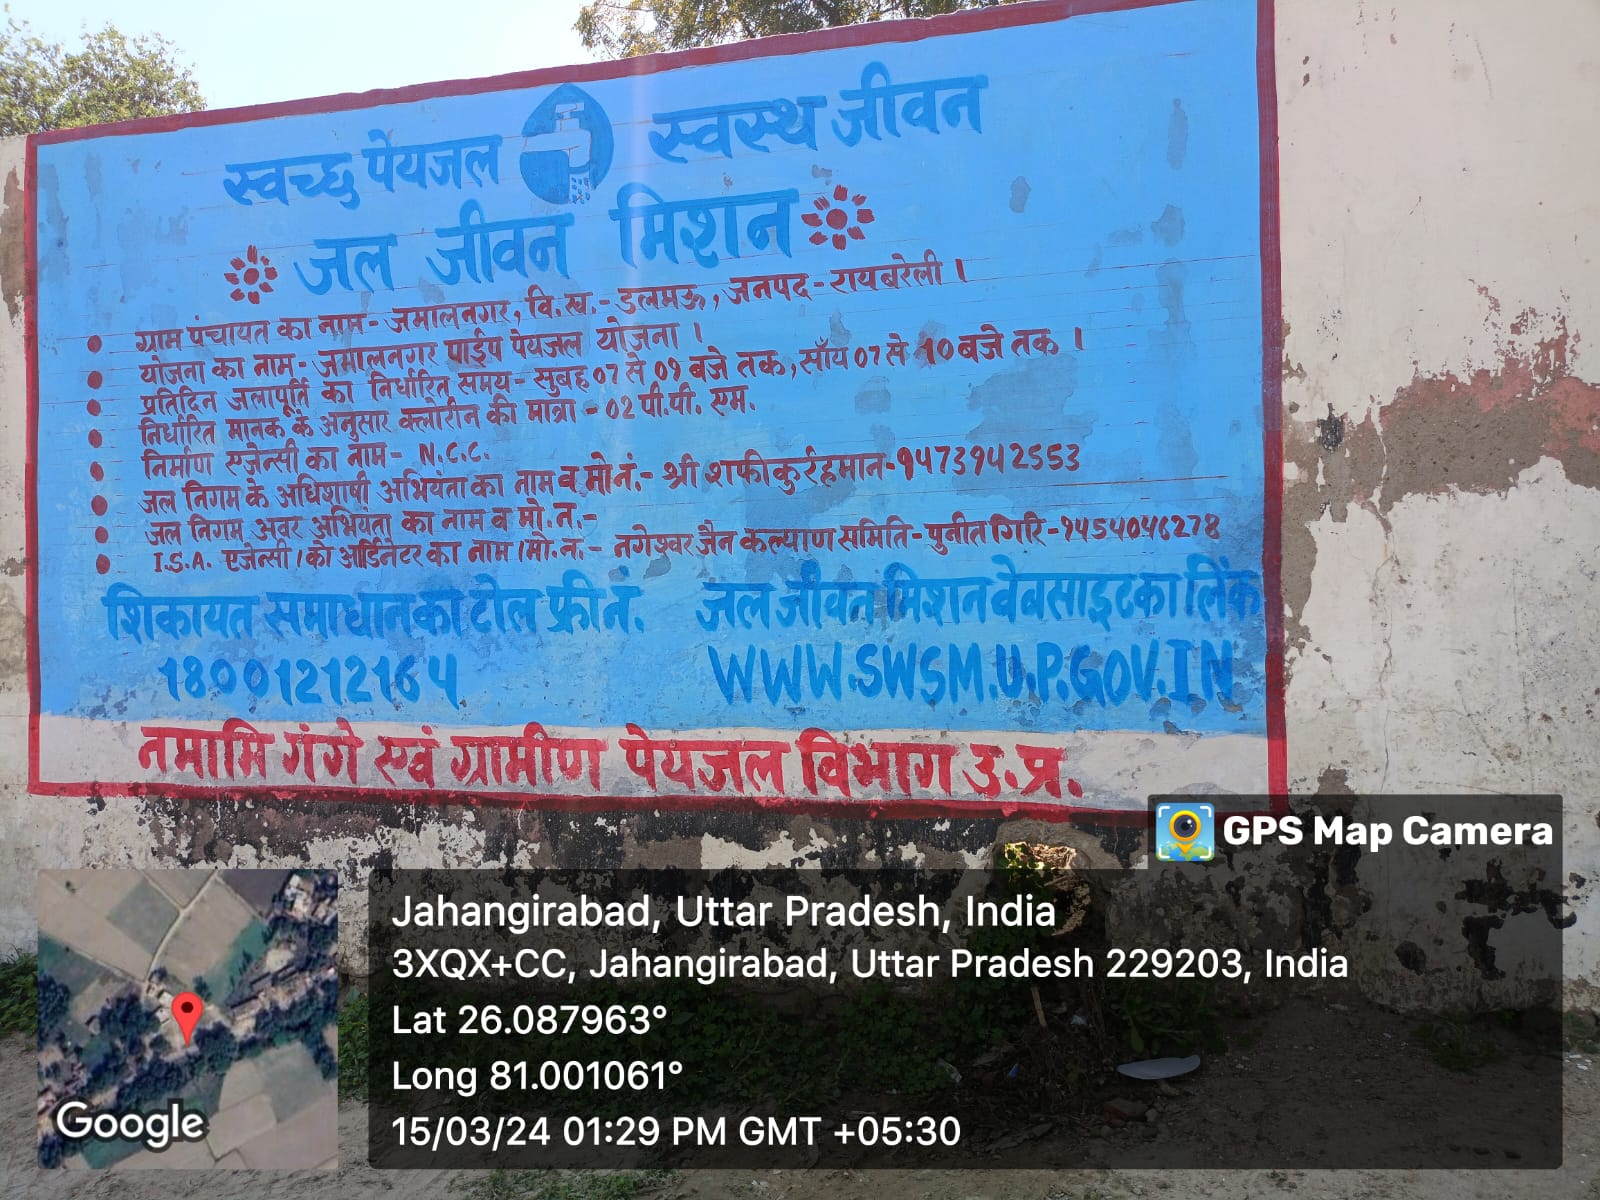 स्वच्छ पेयजल स्वस्थ जीवन
जल जीवन मिशन
ग्राम पंचायत का नाम- जमालनगर, वि.ख.- डलमऊ, जनपद-रायबरेली।
योजना का नाम- जमालनगर पाईप पेयजल योजना।
प्रतिदिन जलापूर्ति का निर्धारित समय- सुबह 07 से 09 बजे तक, साँय 07 से 10 बजे तक।
निर्धारित मानक के अनुसार क्लोरीन की मात्रा - 02 पी.पी. एम.
निर्माण एजेन्सी का नाम- N.C.C.
जल निगम के अधिशाषी अभियंता का नाम व मो.नं.- श्री शफीकुर्रहमान-9473942553
जल निगम अवर अभियंता का नाम व मो.न.-
I.S.A. एजेन्सी/को आर्डिनेटर का नाम/मो.न.- नगेश्वर जैन कल्याण समिति-पुनीत गिरि-9454046278
शिकायत समाधान का टोल फ्री नं. जल जीवन मिशन वेबसाइट का लिंक
18001212164 WWW.SWSM.U.P.GOV.IN
नमामि गंगे एवं ग्रामीण पेयजल विभाग उ.प्र.
GPS Map Camera
Jahangirabad, Uttar Pradesh, India
3XQX+CC, Jahangirabad, Uttar Pradesh 229203, India
Lat 26.087963°
Long 81.001061°
15/03/24 01:29 PM GMT +05:30
Google